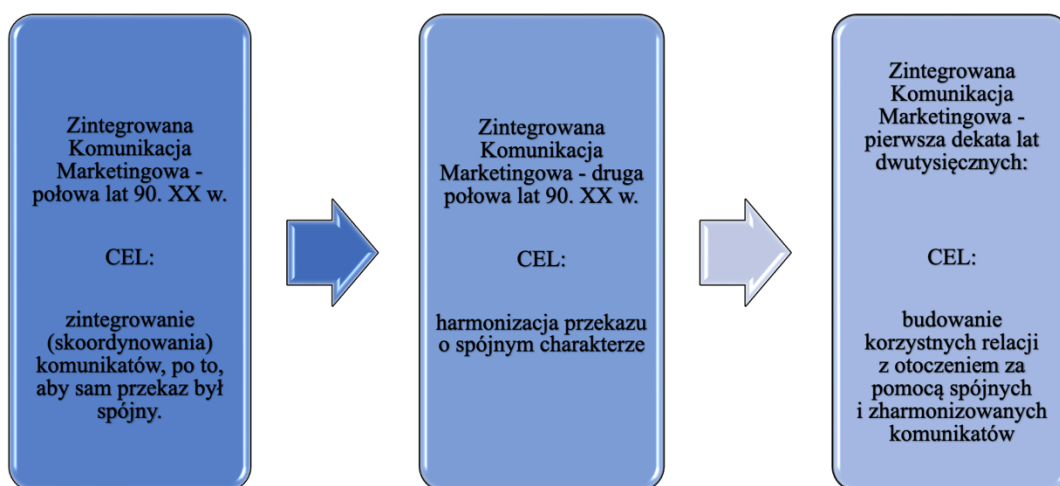 Zintegrowana
Komunikacja
Marketingowa -
połowa lat 90. XX w.
CEL:
zintegrowanie
(skoordynowania)
komunikatów, po to,
aby sam przekaz był
spójny.
Zintegrowana
Komunikacja
Marketingowa - druga
połowa lat 90. XX w.
CEL:
harmonizacja przekazu
o spójnym charakterze
Zintegrowana
Komunikacja
Marketingowa -
pierwsza dekata lat
dwutysięcznych:
CEL:
budowanie
korzystnych relacji
z otoczeniem za
pomocą spójnych
i zharmonizowanych
komunikatów